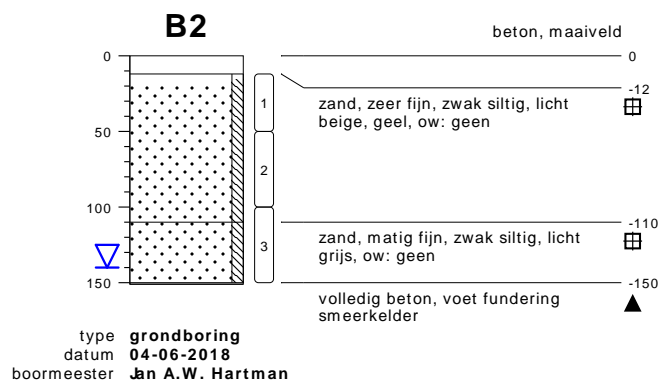 B2
beton, maaiveld
0
0
-12
zand, zeer fijn, zwak siltig, licht
beige, geel, ow: geen
1
50
2
100
-110
zand, matig fijn, zwak siltig, licht
grijs, ow: geen
3
150
-150
volledig beton, voet fundering
smeerkelder
type grondboring
datum 04-06-2018
boormeester Jan A.W. Hartman